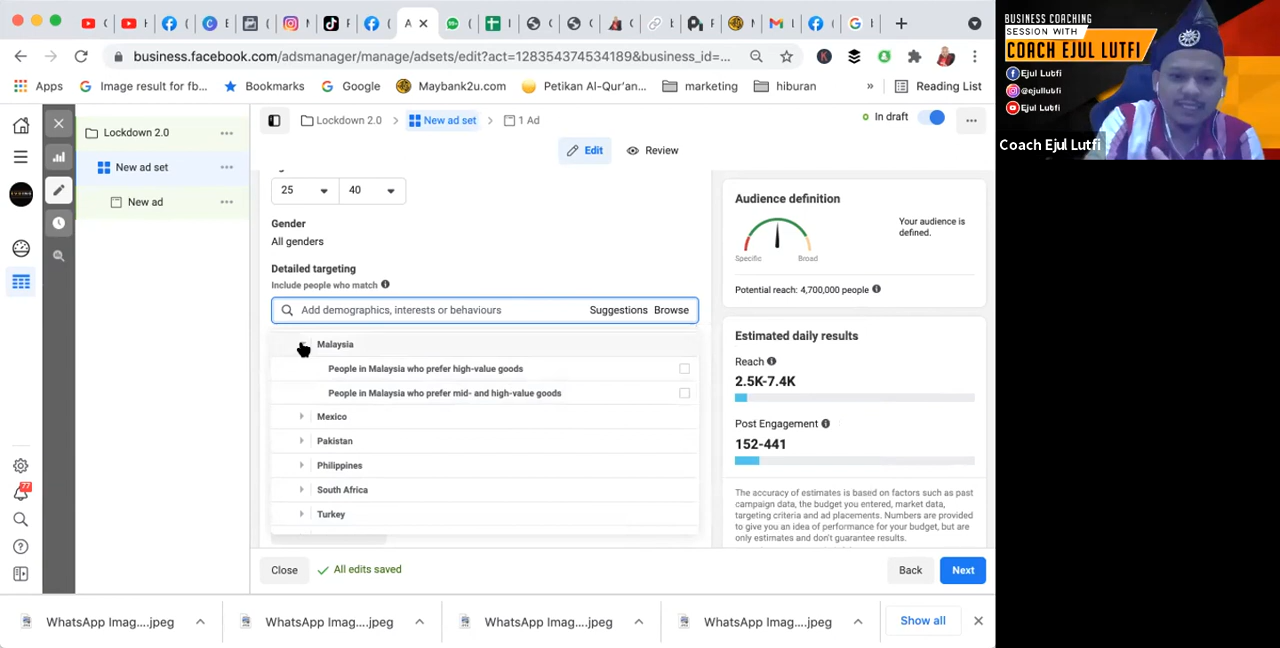 business.facebook.com/adsmanager/manage/adsets/edit?act=128354374534189&business_id=...
Apps
Image result for fb...
Bookmarks
Google
Maybank2u.com
Petikan Al-Qur'an...
marketing
hiburan
»
Reading List
BUSINESS COACHING
SESSION WITH
COACH EJUL LUTFI
Ejul Lutfi
@ejullutfi
Ejul Lutfi
Coach Ejul Lutfi
Lockdown 2.0
New ad set
New ad
Lockdown 2.0 > New ad set > 1 Ad
In draft
Edit
Review
25
40
Gender
All genders
Detailed targeting
Include people who match
Add demographics, interests or behaviours
Suggestions
Browse
Malaysia
People in Malaysia who prefer high-value goods
People in Malaysia who prefer mid- and high-value goods
Mexico
Pakistan
Philippines
South Africa
Turkey
Audience definition
Your audience is
defined.
Specific
Broad
Potential reach: 4,700,000 people
Estimated daily results
Reach
2.5K-7.4K
Post Engagement
152-441
The accuracy of estimates is based on factors such as past
campaign data, the budget you entered, market data,
targeting criteria and ad placements. Numbers are provided
to give you an idea of performance for your budget, but are
only estimates and don't guarantee results.
Close
All edits saved
Back
Next
WhatsApp Imag....jpeg
WhatsApp Imag....jpeg
WhatsApp Imag....jpeg
WhatsApp Imag....jpeg
Show all